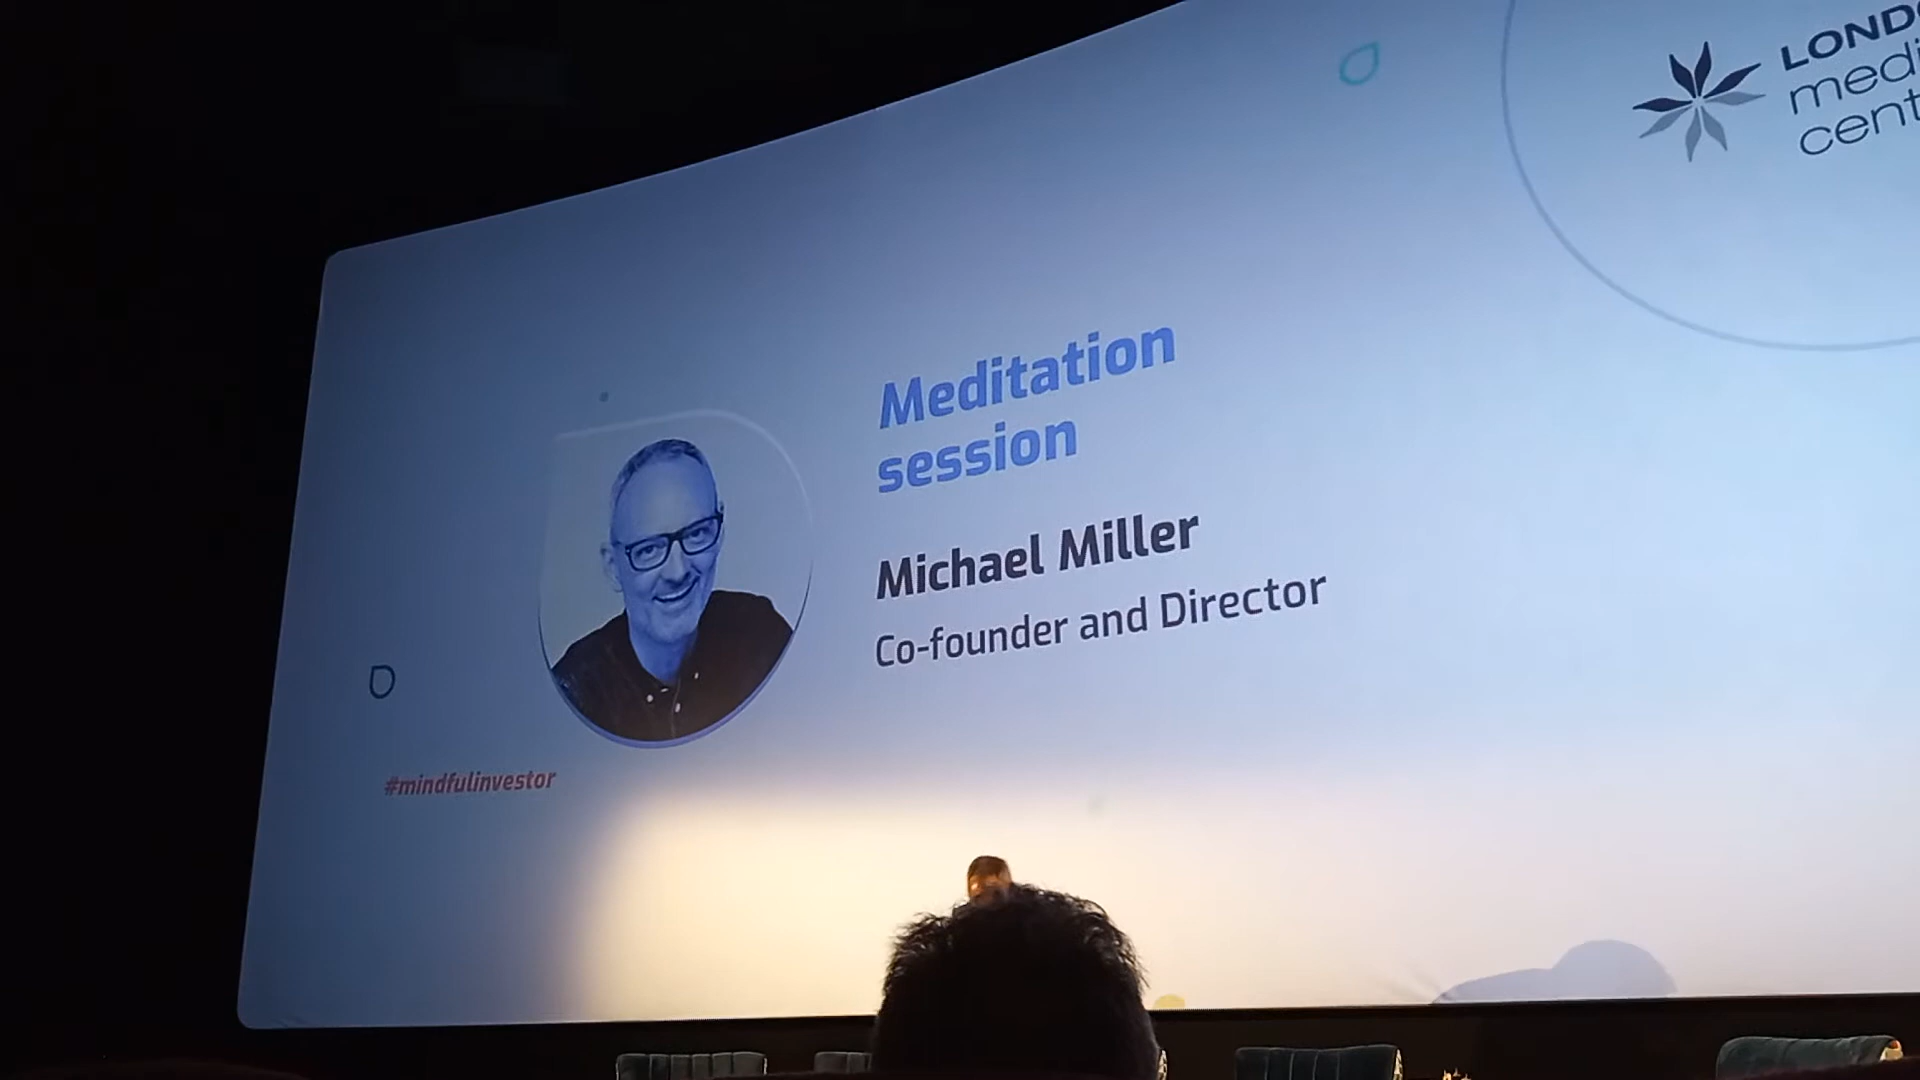 Meditation
session
Michael Miller
Co-founder and Director
#mindfulinvestor